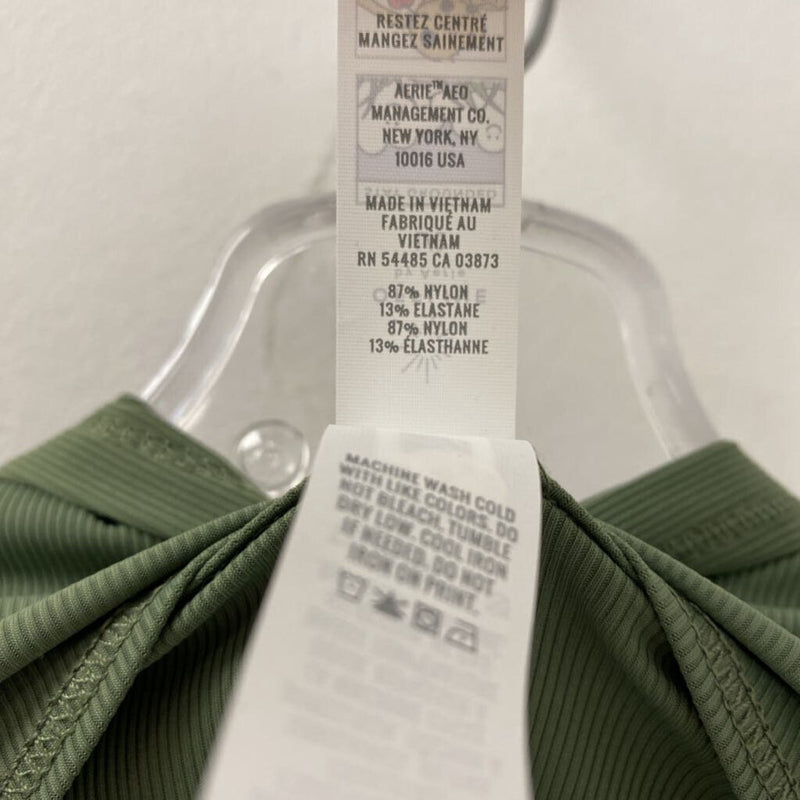 RESTEZ CENTRÉ
MANGEZ SAINEMENT
AERIE™AEO
MANAGEMENT CO.
NEW YORK, NY
10016 USA
MADE IN VIETNAM
FABRIQUÉ AU
VIETNAM
RN 54485 CA 03873
87% NYLON
13% ELASTANE
87% NYLON
13% ÉLASTHANNE
MACHINE WASH COLD
WITH LIKE COLORS. DO
NOT BLEACH. TUMBLE
DRY LOW. COOL IRON
IF NEEDED. DO NOT
IRON ON PRINT.